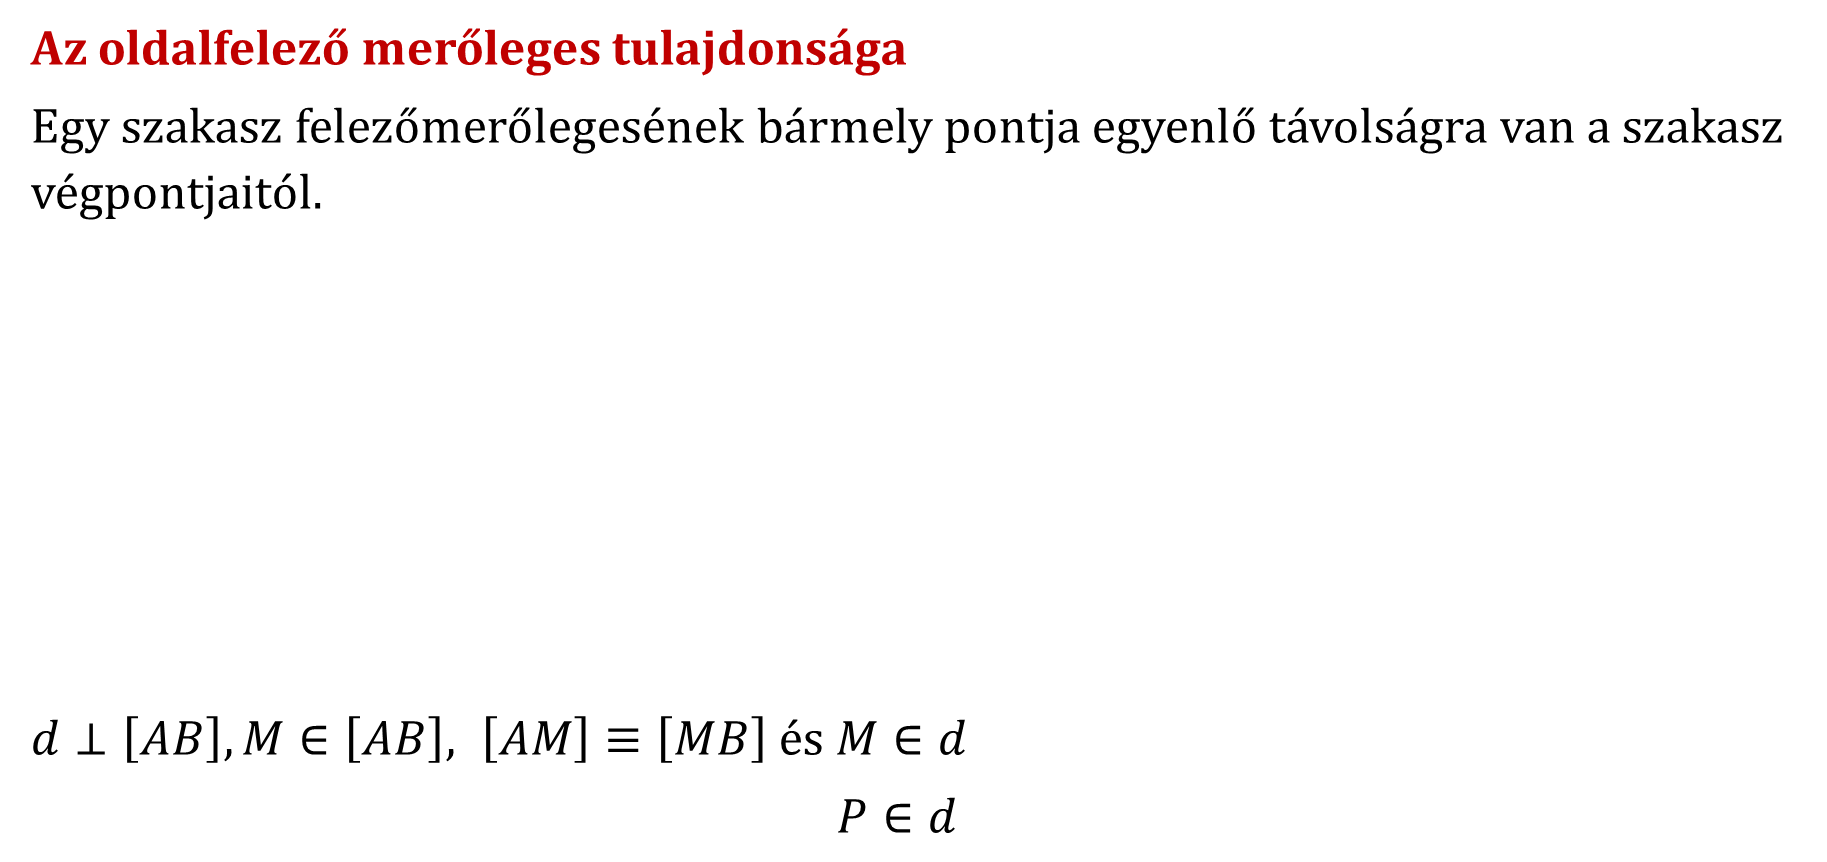 Az oldalfelező merőleges tulajdonsága
Egy szakasz felezőmerőlegesének bármely pontja egyenlő távolságra van a szakasz
végpontjaitól.
d ⊥ [AB], M ∈ [AB], [AM] ≡ [MB] és M ∈ d
P ∈ d